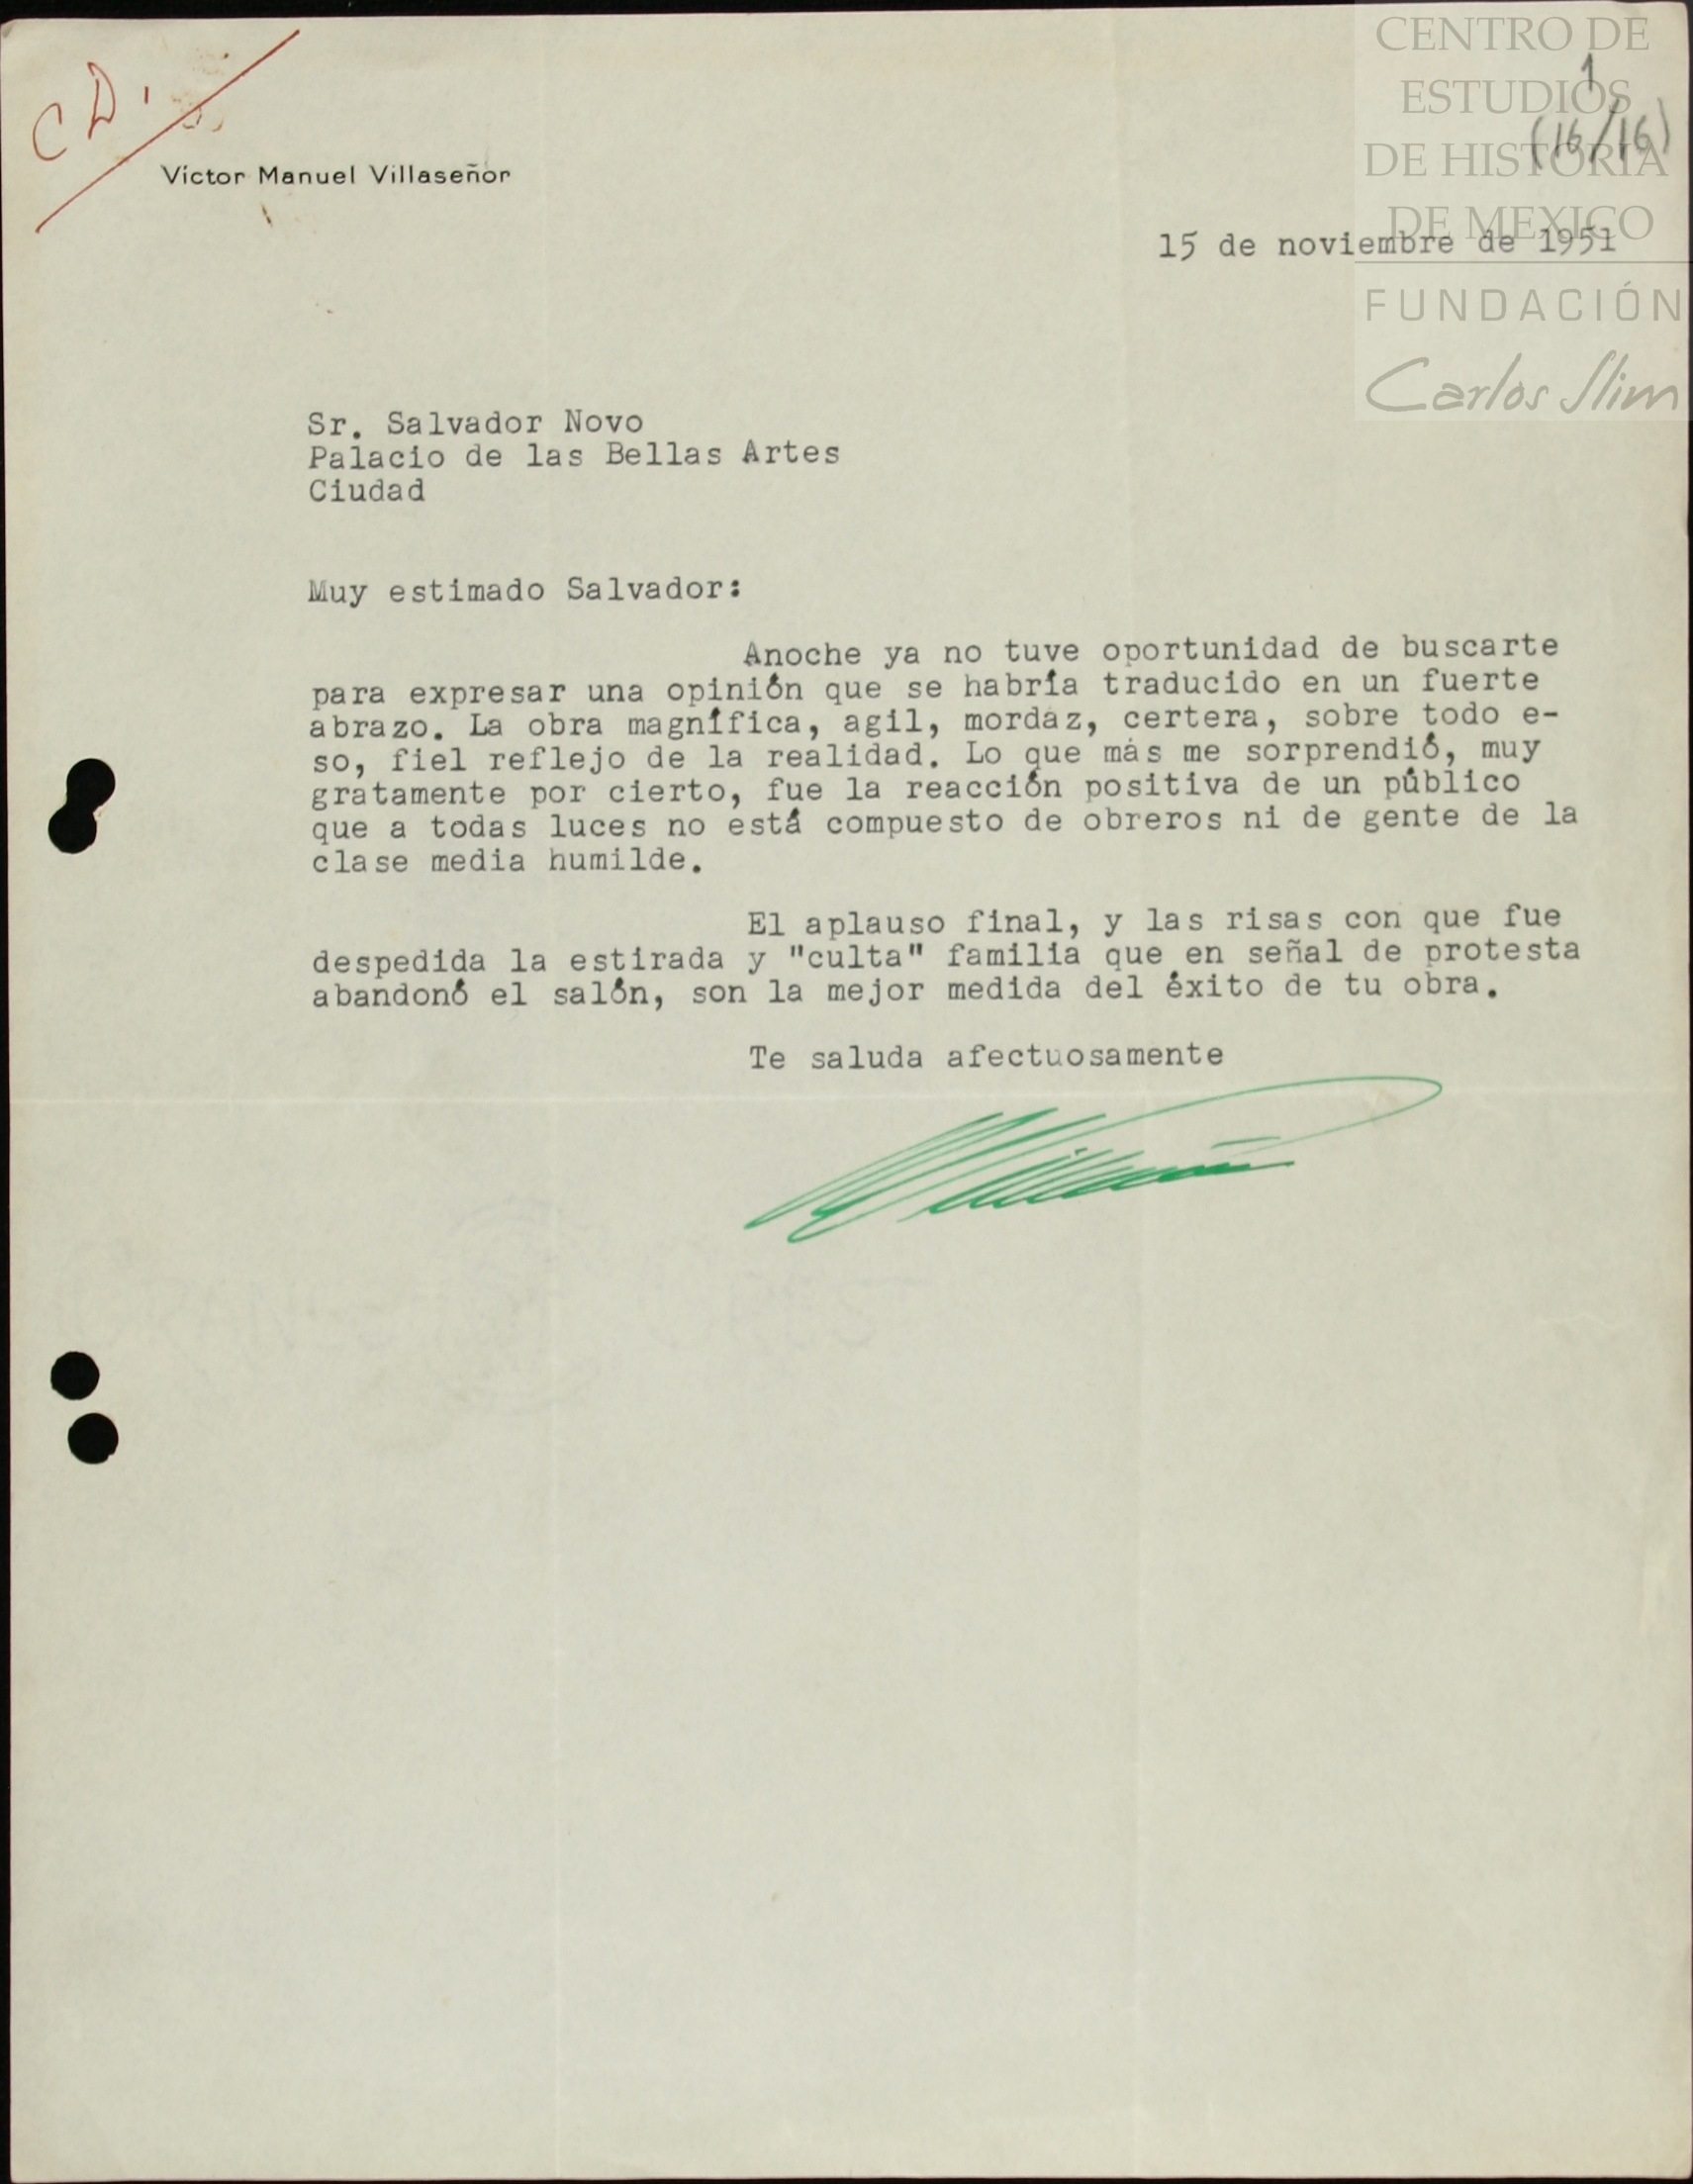 CENTRO DE
ESTUDIOS
DE HISTORIA
DE MEXICO
FUNDACIÓN
Carlos Slim
1
(16/16)
C D.
Víctor Manuel Villaseñor
15 de noviembre de 1951
Sr. Salvador Novo
Palacio de las Bellas Artes
Ciudad
Muy estimado Salvador:
Anoche ya no tuve oportunidad de buscarte
para expresar una opinión que se habría traducido en un fuerte
abrazo. La obra magnífica, agil, mordaz, certera, sobre todo e-
so, fiel reflejo de la realidad. Lo que más me sorprendió, muy
gratamente por cierto, fue la reacción positiva de un público
que a todas luces no está compuesto de obreros ni de gente de la
clase media humilde.
El aplauso final, y las risas con que fue
despedida la estirada y "culta" familia que en señal de protesta
abandonó el salón, son la mejor medida del éxito de tu obra.
Te saluda afectuosamente